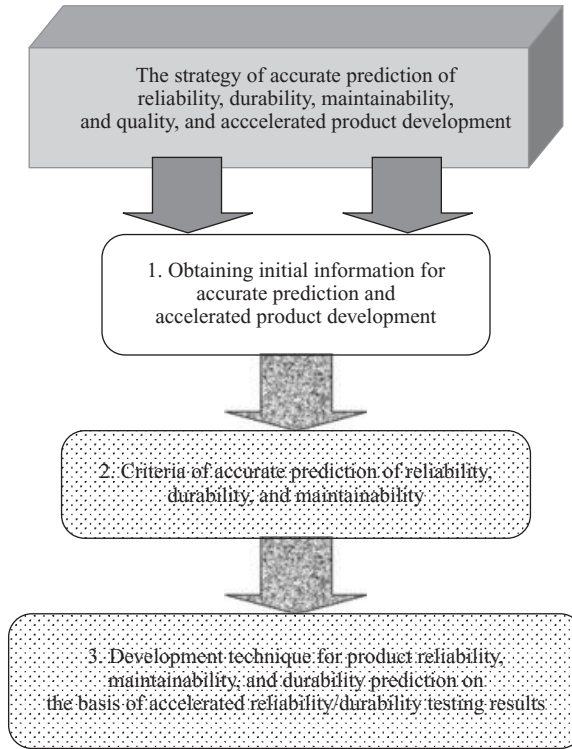 The strategy of accurate prediction of
reliability, durability, maintainability,
and quality, and acccelerated product development
1. Obtaining initial information for
accurate prediction and
accelerated product development
2. Criteria of accurate prediction of reliability,
durability, and maintainability
3. Development technique for product reliability,
maintainability, and durability prediction on
the basis of accelerated reliability/durability testing results